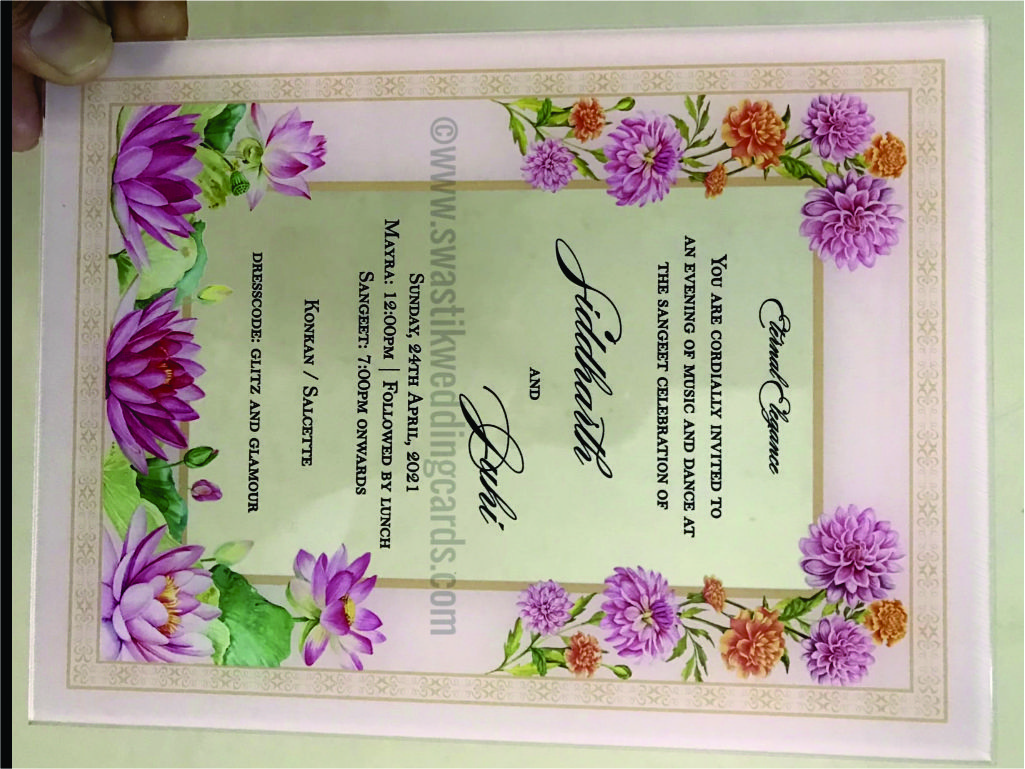 Eternal Elegance
YOU ARE CORDIALLY INVITED TO
AN EVENING OF MUSIC AND DANCE AT
THE SANGEET CELEBRATION OF
Siddharth
AND
Dixhi
SUNDAY, 24TH APRIL, 2021
MAYRA: 12:00PM | FOLLOWED BY LUNCH
SANGEET: 7:00PM ONWARDS
KONKAN / SALCETTE
DRESSCODE: GLITZ AND GLAMOUR
©www.swastikweddingcards.com